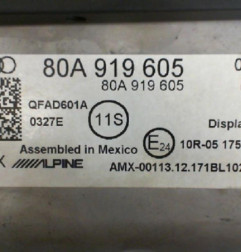 80A 919 605
80A 919 605
QFAD601A
0327E
11S
Displa
Assembled in Mexico
E24
10R-05 175
X ALPINE
AMX-00113.12.171BL102